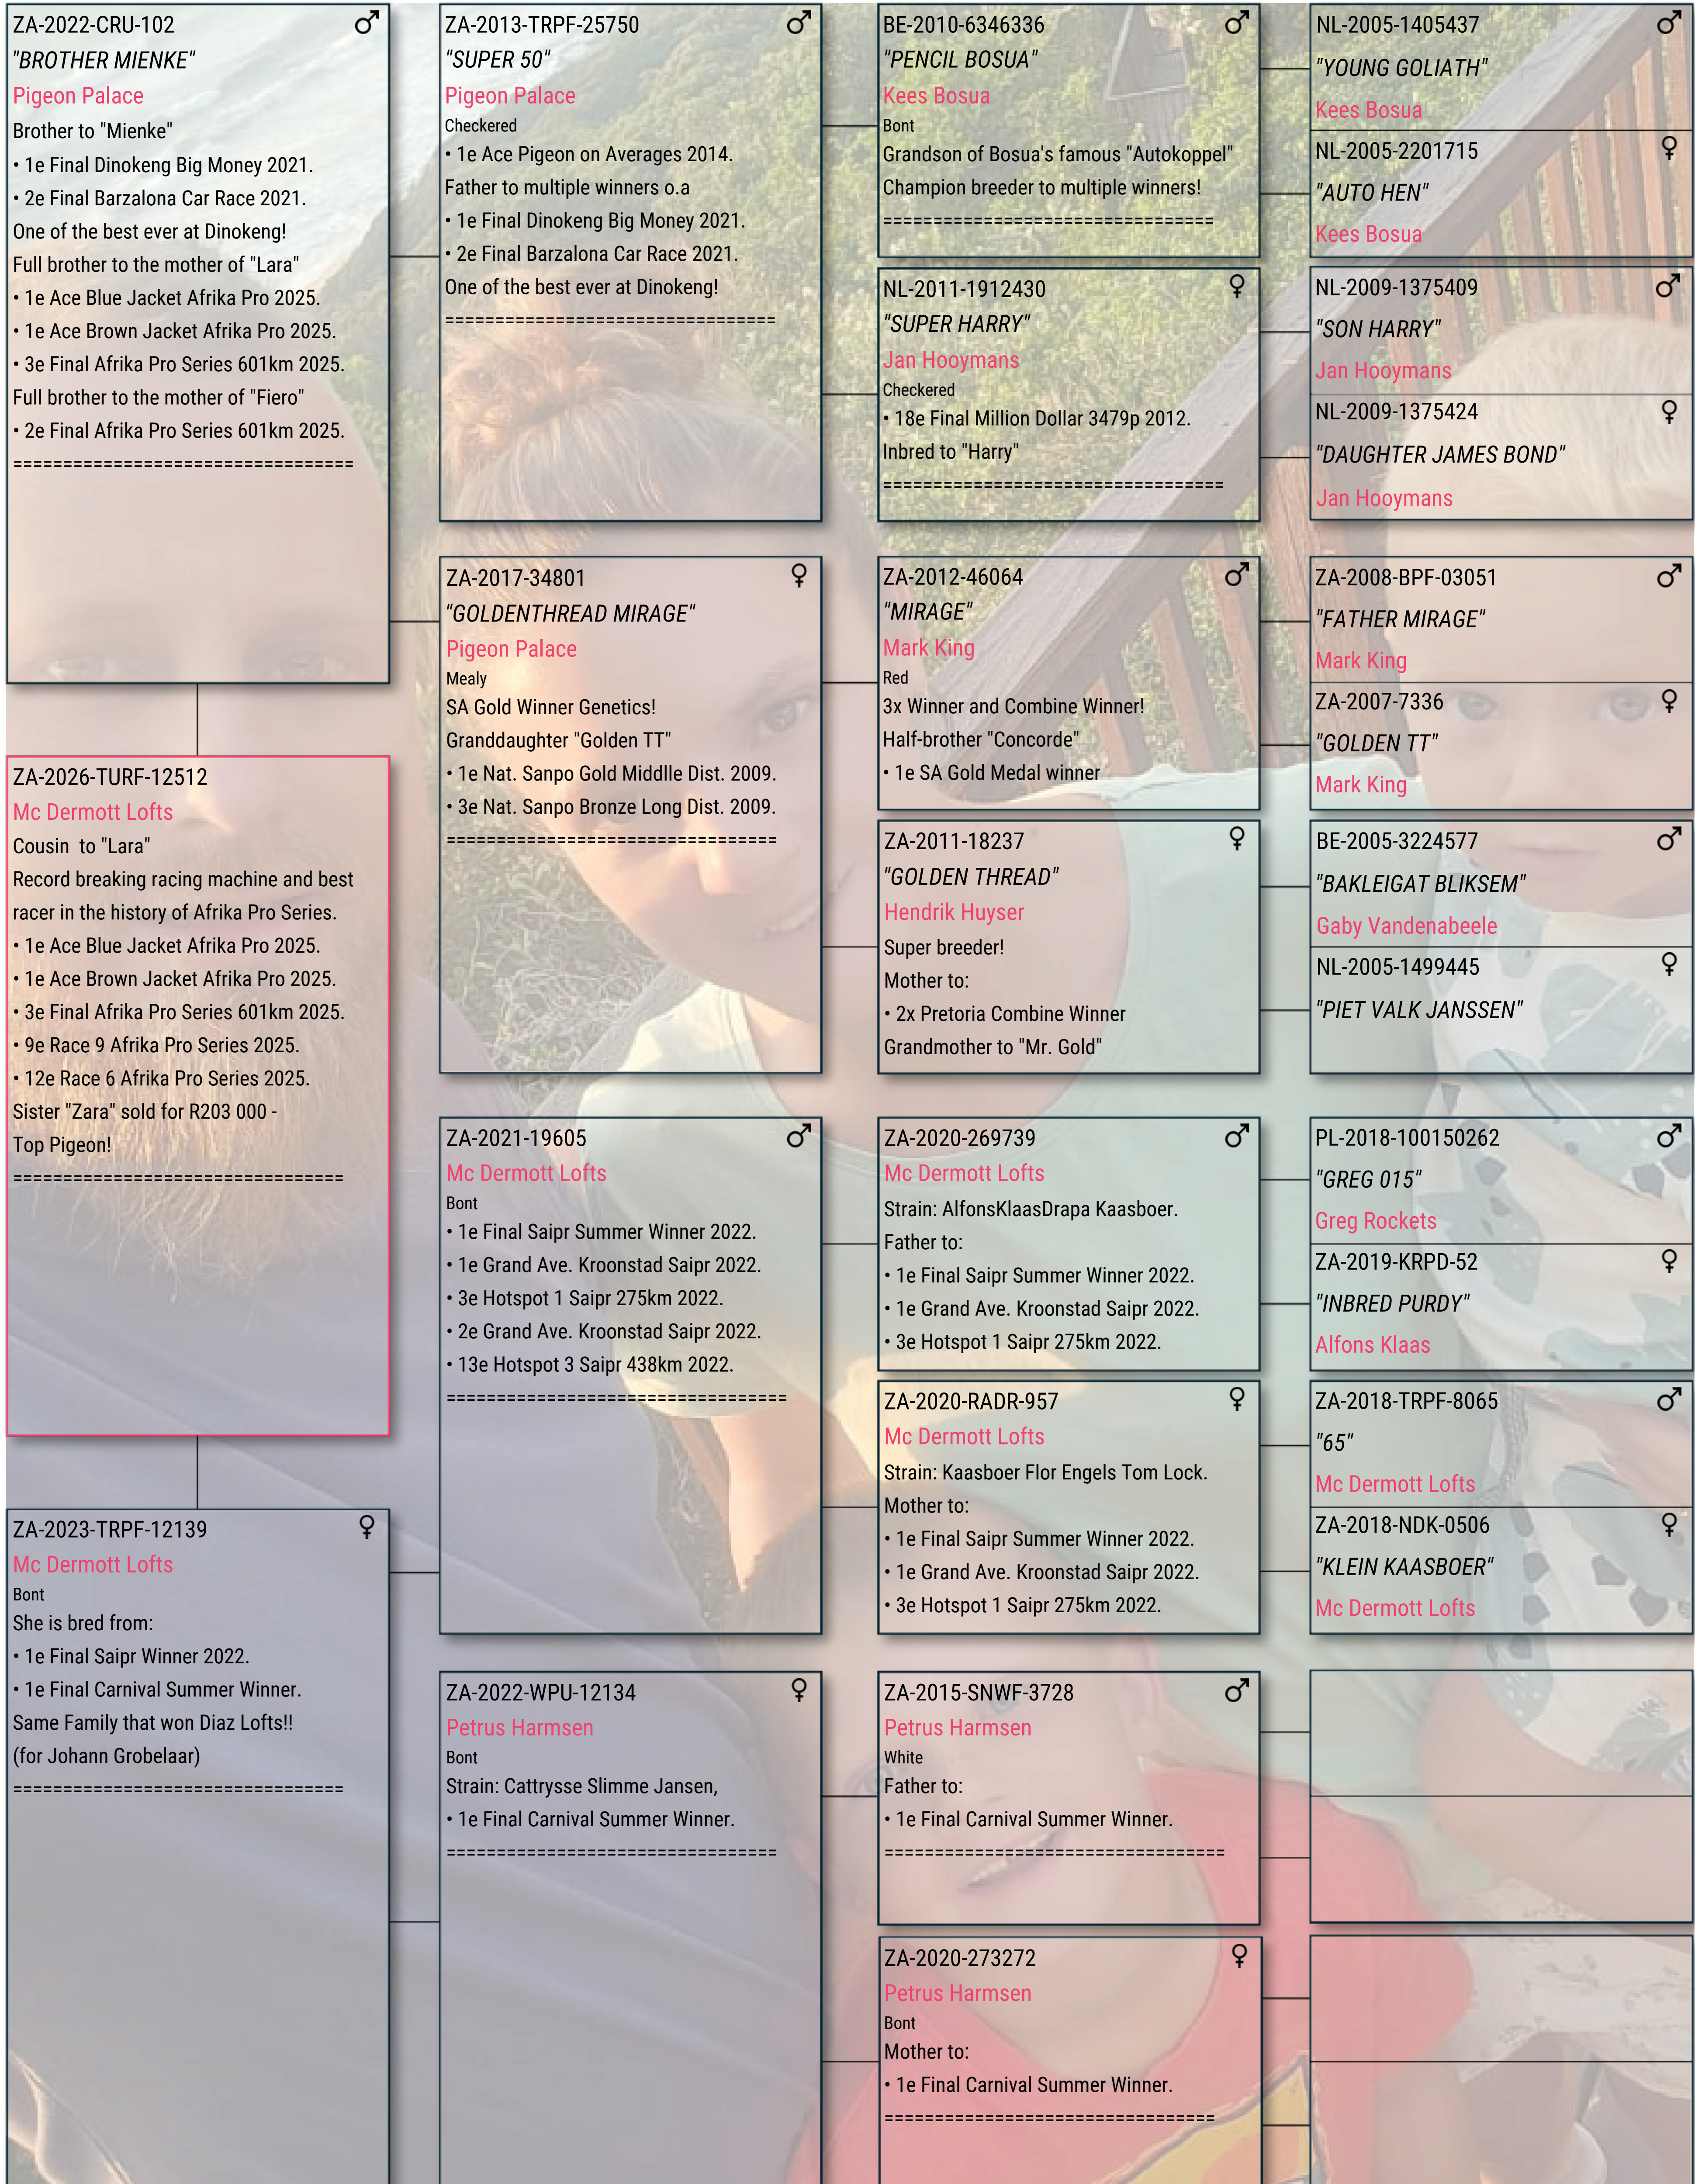 ZA-2022-CRU-102 ♂
"BROTHER MIENKE"
Pigeon Palace
Brother to "Mienke"
• 1e Final Dinokeng Big Money 2021.
• 2e Final Barzalona Car Race 2021.
One of the best ever at Dinokeng!
Full brother to the mother of "Lara"
• 1e Ace Blue Jacket Afrika Pro 2025.
• 1e Ace Brown Jacket Afrika Pro 2025.
• 3e Final Afrika Pro Series 601km 2025.
Full brother to the mother of "Fiero"
• 2e Final Afrika Pro Series 601km 2025.
==================================
ZA-2026-TURF-12512
Mc Dermott Lofts
Cousin  to "Lara"
Record breaking racing machine and best
racer in the history of Afrika Pro Series.
• 1e Ace Blue Jacket Afrika Pro 2025.
• 1e Ace Brown Jacket Afrika Pro 2025.
• 3e Final Afrika Pro Series 601km 2025.
• 9e Race 9 Afrika Pro Series 2025.
• 12e Race 6 Afrika Pro Series 2025.
Sister "Zara" sold for R203 000 -
Top Pigeon!
=================================
ZA-2023-TRPF-12139 ♀
Mc Dermott Lofts
Bont
She is bred from:
• 1e Final Saipr Winner 2022.
• 1e Final Carnival Summer Winner.
Same Family that won Diaz Lofts!!
(for Johann Grobelaar)
=================================
ZA-2013-TRPF-25750 ♂
"SUPER 50"
Pigeon Palace
Checkered
• 1e Ace Pigeon on Averages 2014.
Father to multiple winners o.a
• 1e Final Dinokeng Big Money 2021.
• 2e Final Barzalona Car Race 2021.
One of the best ever at Dinokeng!
=================================
ZA-2017-34801 ♀
"GOLDENTHREAD MIRAGE"
Pigeon Palace
Mealy
SA Gold Winner Genetics!
Granddaughter "Golden TT"
• 1e Nat. Sanpo Gold Middlle Dist. 2009.
• 3e Nat. Sanpo Bronze Long Dist. 2009.
=================================
ZA-2021-19605 ♂
Mc Dermott Lofts
Bont
• 1e Final Saipr Summer Winner 2022.
• 1e Grand Ave. Kroonstad Saipr 2022.
• 3e Hotspot 1 Saipr 275km 2022.
• 2e Grand Ave. Kroonstad Saipr 2022.
• 13e Hotspot 3 Saipr 438km 2022.
==================================
ZA-2022-WPU-12134 ♀
Petrus Harmsen
Bont
Strain: Cattrysse Slimme Jansen,
• 1e Final Carnival Summer Winner.
=================================
BE-2010-6346336 ♂
"PENCIL BOSUA"
Kees Bosua
Bont
Grandson of Bosua's famous "Autokoppel"
Champion breeder to multiple winners!
=================================
NL-2011-1912430 ♀
"SUPER HARRY"
Jan Hooymans
Checkered
• 18e Final Million Dollar 3479p 2012.
Inbred to "Harry"
==================================
ZA-2012-46064 ♂
"MIRAGE"
Mark King
Red
3x Winner and Combine Winner!
Half-brother "Concorde"
• 1e SA Gold Medal winner
ZA-2011-18237 ♀
"GOLDEN THREAD"
Hendrik Huyser
Super breeder!
Mother to:
• 2x Pretoria Combine Winner
Grandmother to "Mr. Gold"
ZA-2020-269739 ♂
Mc Dermott Lofts
Strain: AlfonsKlaasDrapa Kaasboer.
Father to:
• 1e Final Saipr Summer Winner 2022.
• 1e Grand Ave. Kroonstad Saipr 2022.
• 3e Hotspot 1 Saipr 275km 2022.
ZA-2020-RADR-957 ♀
Mc Dermott Lofts
Strain: Kaasboer Flor Engels Tom Lock.
Mother to:
• 1e Final Saipr Summer Winner 2022.
• 1e Grand Ave. Kroonstad Saipr 2022.
• 3e Hotspot 1 Saipr 275km 2022.
ZA-2015-SNWF-3728 ♂
Petrus Harmsen
White
Father to:
• 1e Final Carnival Summer Winner.
==================================
ZA-2020-273272 ♀
Petrus Harmsen
Bont
Mother to:
• 1e Final Carnival Summer Winner.
=================================
NL-2005-1405437 ♂
"YOUNG GOLIATH"
Kees Bosua
NL-2005-2201715 ♀
"AUTO HEN"
Kees Bosua
NL-2009-1375409 ♂
"SON HARRY"
Jan Hooymans
NL-2009-1375424 ♀
"DAUGHTER JAMES BOND"
Jan Hooymans
ZA-2008-BPF-03051 ♂
"FATHER MIRAGE"
Mark King
ZA-2007-7336 ♀
"GOLDEN TT"
Mark King
BE-2005-3224577 ♂
"BAKLEIGAT BLIKSEM"
Gaby Vandenabeele
NL-2005-1499445 ♀
"PIET VALK JANSSEN"
PL-2018-100150262 ♂
"GREG 015"
Greg Rockets
ZA-2019-KRPD-52 ♀
"INBRED PURDY"
Alfons Klaas
ZA-2018-TRPF-8065 ♂
"65"
Mc Dermott Lofts
ZA-2018-NDK-0506 ♀
"KLEIN KAASBOER"
Mc Dermott Lofts